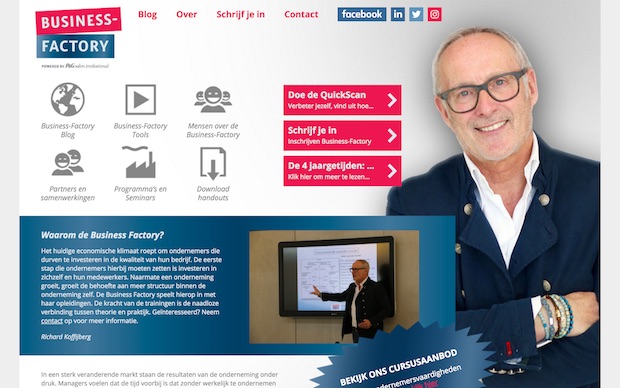 BUSINESS-
FACTORY
Blog
Over
Schrijf je in
Contact
facebook
in
Business-Factory
Blog
Business-Factory
Tools
Mensen over de
Business-Factory
Partners en
samenwerkingen
Programma's en
Seminars
Download
handouts
Doe de QuickScan
Verbeter jezelf, vind uit hoe...
Schrijf je in
Inschrijven Business-Factory
De 4 jaargetijden: ...
Klik hier om meer te lezen...
Waarom de Business Factory?
Het huidige economische klimaat roept om ondernemers die
durven te investeren in de kwaliteit van hun bedrijf. De eerste
stap die ondernemers hierbij moeten zetten is investeren in
zichzelf en hun medewerkers. Naarmate een onderneming
groeit, groeit de behoefte aan meer structuur binnen de
onderneming zelf. De Business Factory speelt hierop in met
haar opleidingen. De kracht van de trainingen is de naadloze
verbinding tussen theorie en praktijk. Geïnteresseerd? Neem
contact op voor meer informatie.
Richard Koffijberg
BEKIJK ONS CURSUSAANBOD
In een sterk veranderende markt staan de resultaten van de onderneming onder
druk. Managers voelen dat de tijd voorbij is dat zonder werkelijk te ondernemen